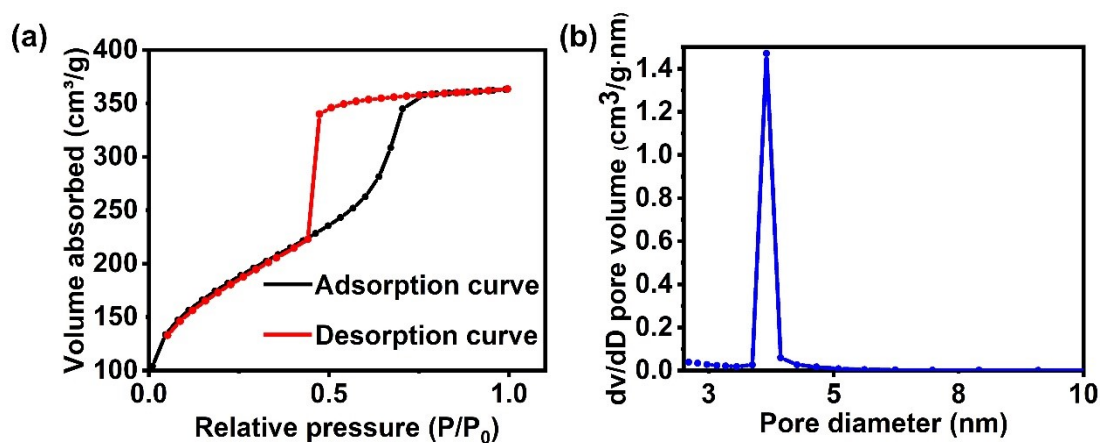 (a)
Volume absorbed (cm³/g)
400
350
300
250
200
150
100
Adsorption curve
Desorption curve
0.0
0.5
1.0
Relative pressure (P/P₀)
(b)
dv/dD pore volume (cm³/g·nm)
1.4
1.2
1.0
0.8
0.6
0.4
0.2
0.0
3
5
8
10
Pore diameter (nm)